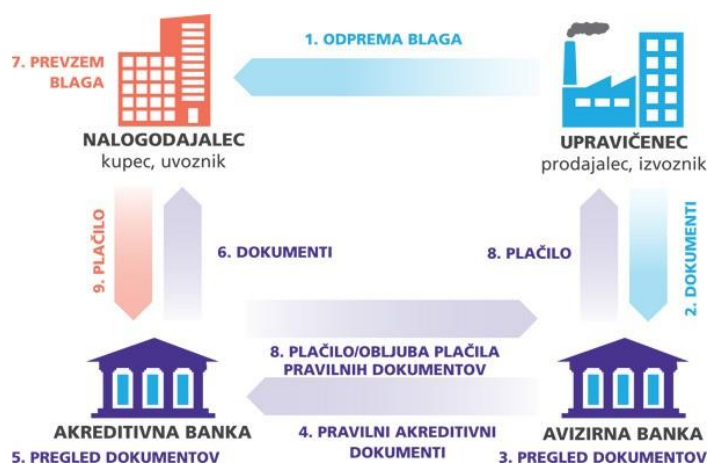 1. ODPREMA BLAGA
7. PREVZEM
BLAGA
NALOGODAJALEC
kupec, uvoznik
UPRAVIČENEC
prodajalec, izvoznik
9. PLAČILO
6. DOKUMENTI
8. PLAČILO
2. DOKUMENTI
8. PLAČILO/OBLJUBA PLAČILA
PRAVILNIH DOKUMENTOV
AKREDITIVNA BANKA
5. PREGLED DOKUMENTOV
4. PRAVILNI AKREDITIVNI
DOKUMENTI
AVIZIRNA BANKA
3. PREGLED DOKUMENTOV